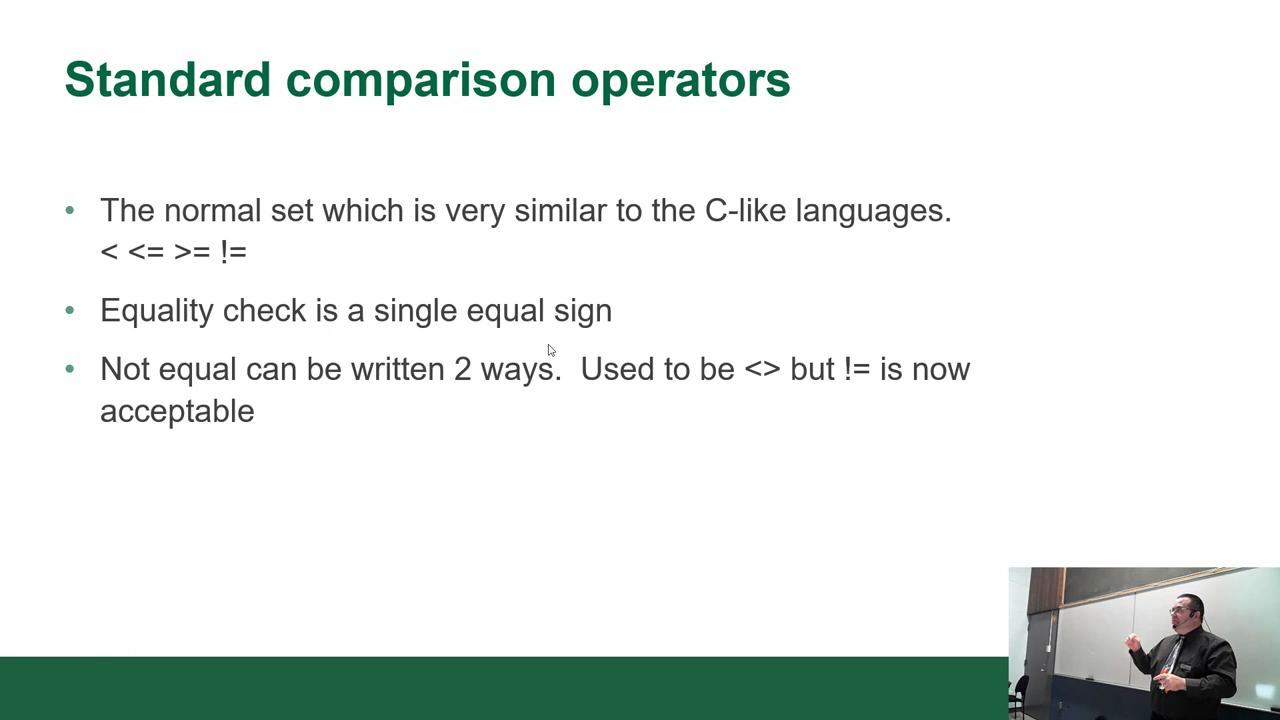 Standard comparison operators
• The normal set which is very similar to the C-like languages.
< <= >= !=
• Equality check is a single equal sign
• Not equal can be written 2 ways.  Used to be <> but != is now
acceptable